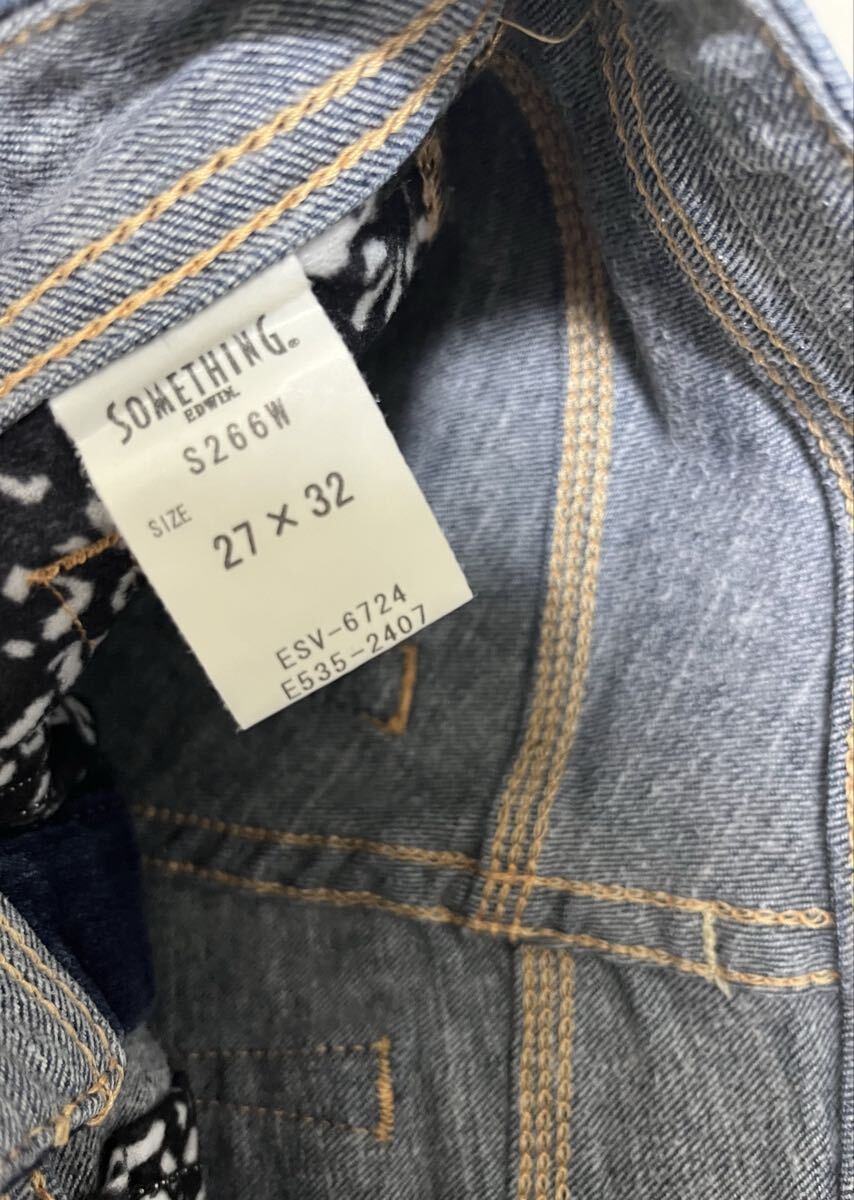 SOMETHING®
EDWIN.
S266W
SIZE
27×32
ESV-6724
E535-2407